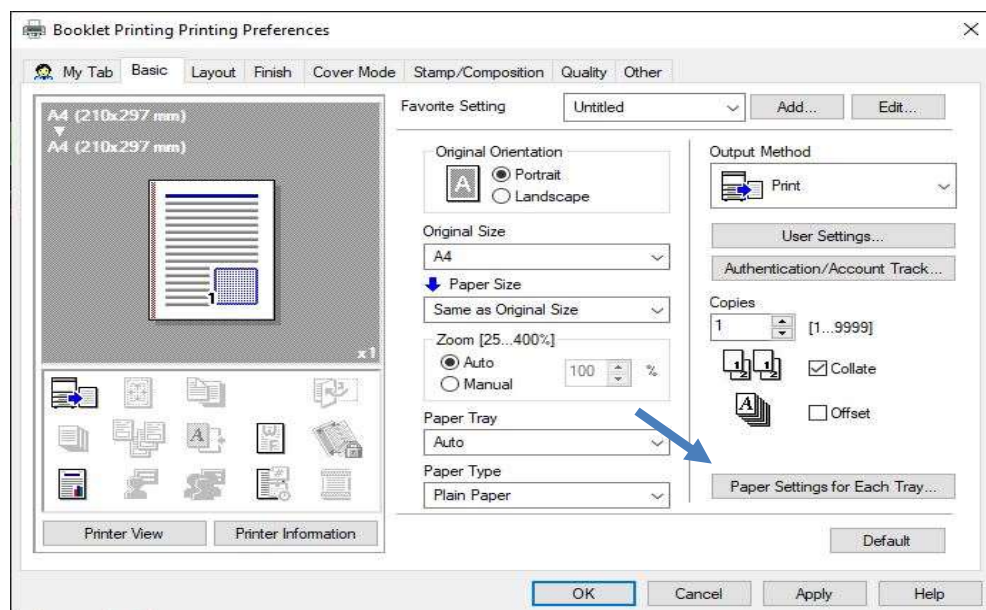 Booklet Printing Printing Preferences
My Tab Basic Layout Finish Cover Mode Stamp/Composition Quality Other
A4 (210x297 mm)
A4 (210x297 mm)
1
x1
Printer View Printer Information
Favorite Setting Untitled Add... Edit...
Original Orientation
A
Portrait
Landscape
Original Size
A4
Paper Size
Same as Original Size
Zoom [25...400%]
Auto
Manual
100 %
Paper Tray
Auto
Paper Type
Plain Paper
Output Method
Print
User Settings...
Authentication/Account Track...
Copies
1 [1...9999]
Collate
Offset
Paper Settings for Each Tray...
Default
OK Cancel Apply Help